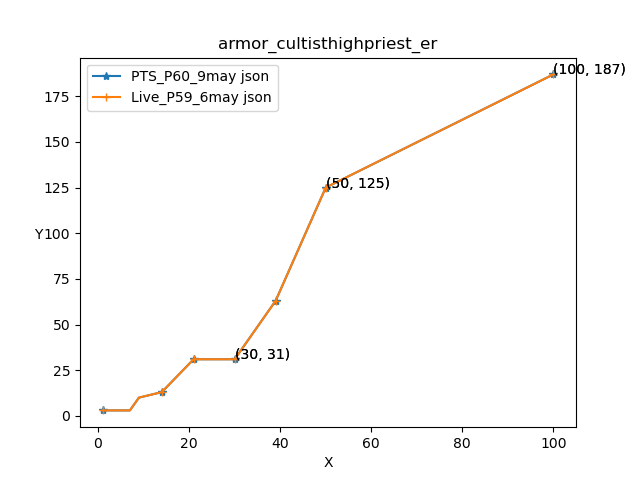 armor_cultisthighpriest_er
PTS_P60_9may json
Live_P59_6may json
(100, 187)
175
150
125
(50, 125)
Y
100
75
50
(30, 31)
25
0
0 20 40 60 80 100
X